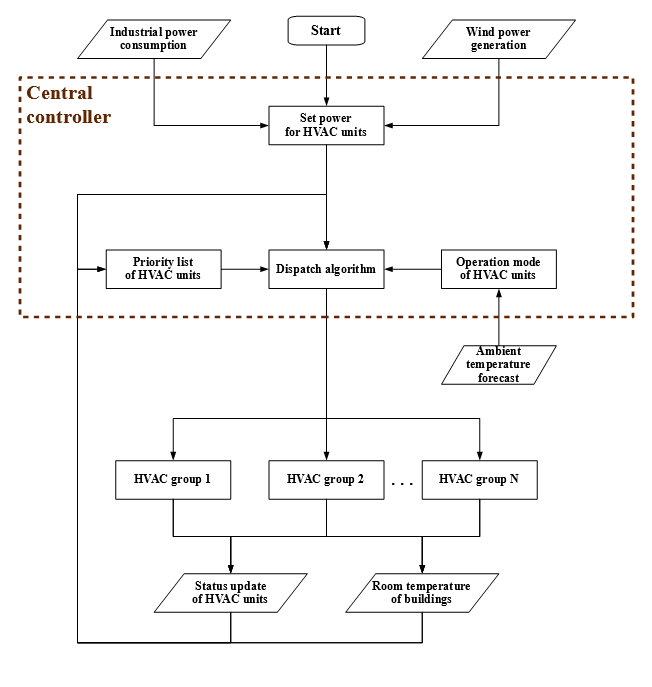 Industrial power
consumption
Start
Wind power
generation
Central
controller
Set power
for HVAC units
Priority list
of HVAC units
Dispatch algorithm
Operation mode
of HVAC units
Ambient
temperature
forecast
HVAC group 1
HVAC group 2
. . .
HVAC group N
Status update
of HVAC units
Room temperature
of buildings